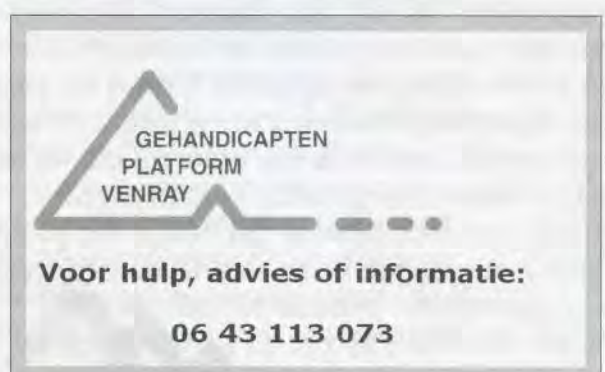 GEHANDICAPTEN
PLATFORM
VENRAY
Voor hulp, advies of informatie:
06 43 113 073